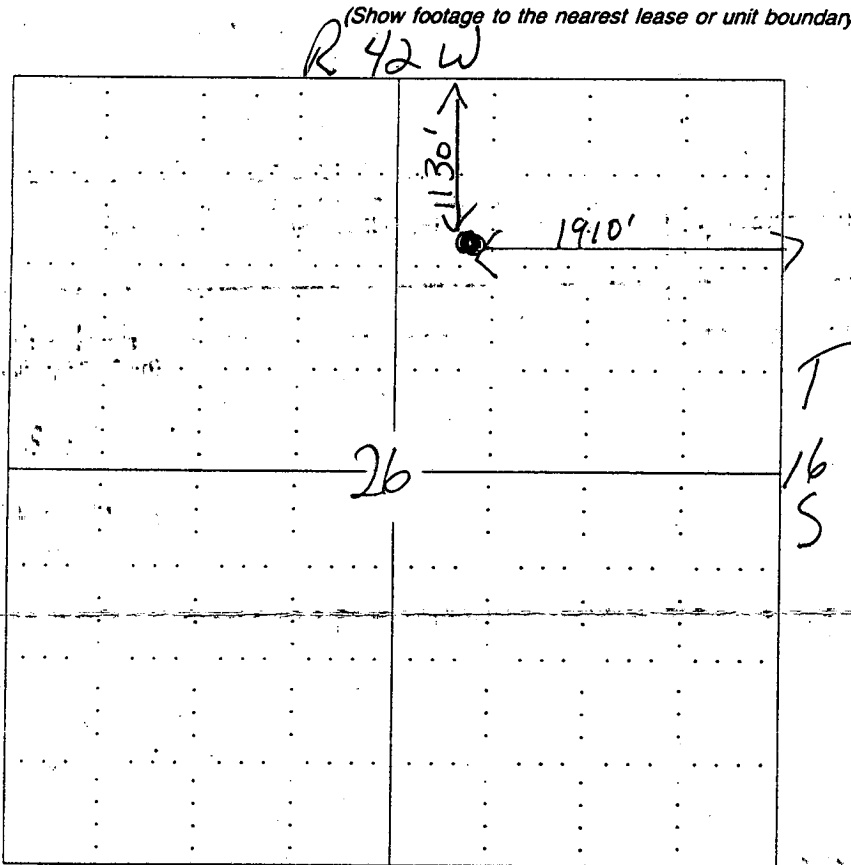 (Show footage to the nearest lease or unit boundary
R 42 W
1130'
1910'
T
26
16
S